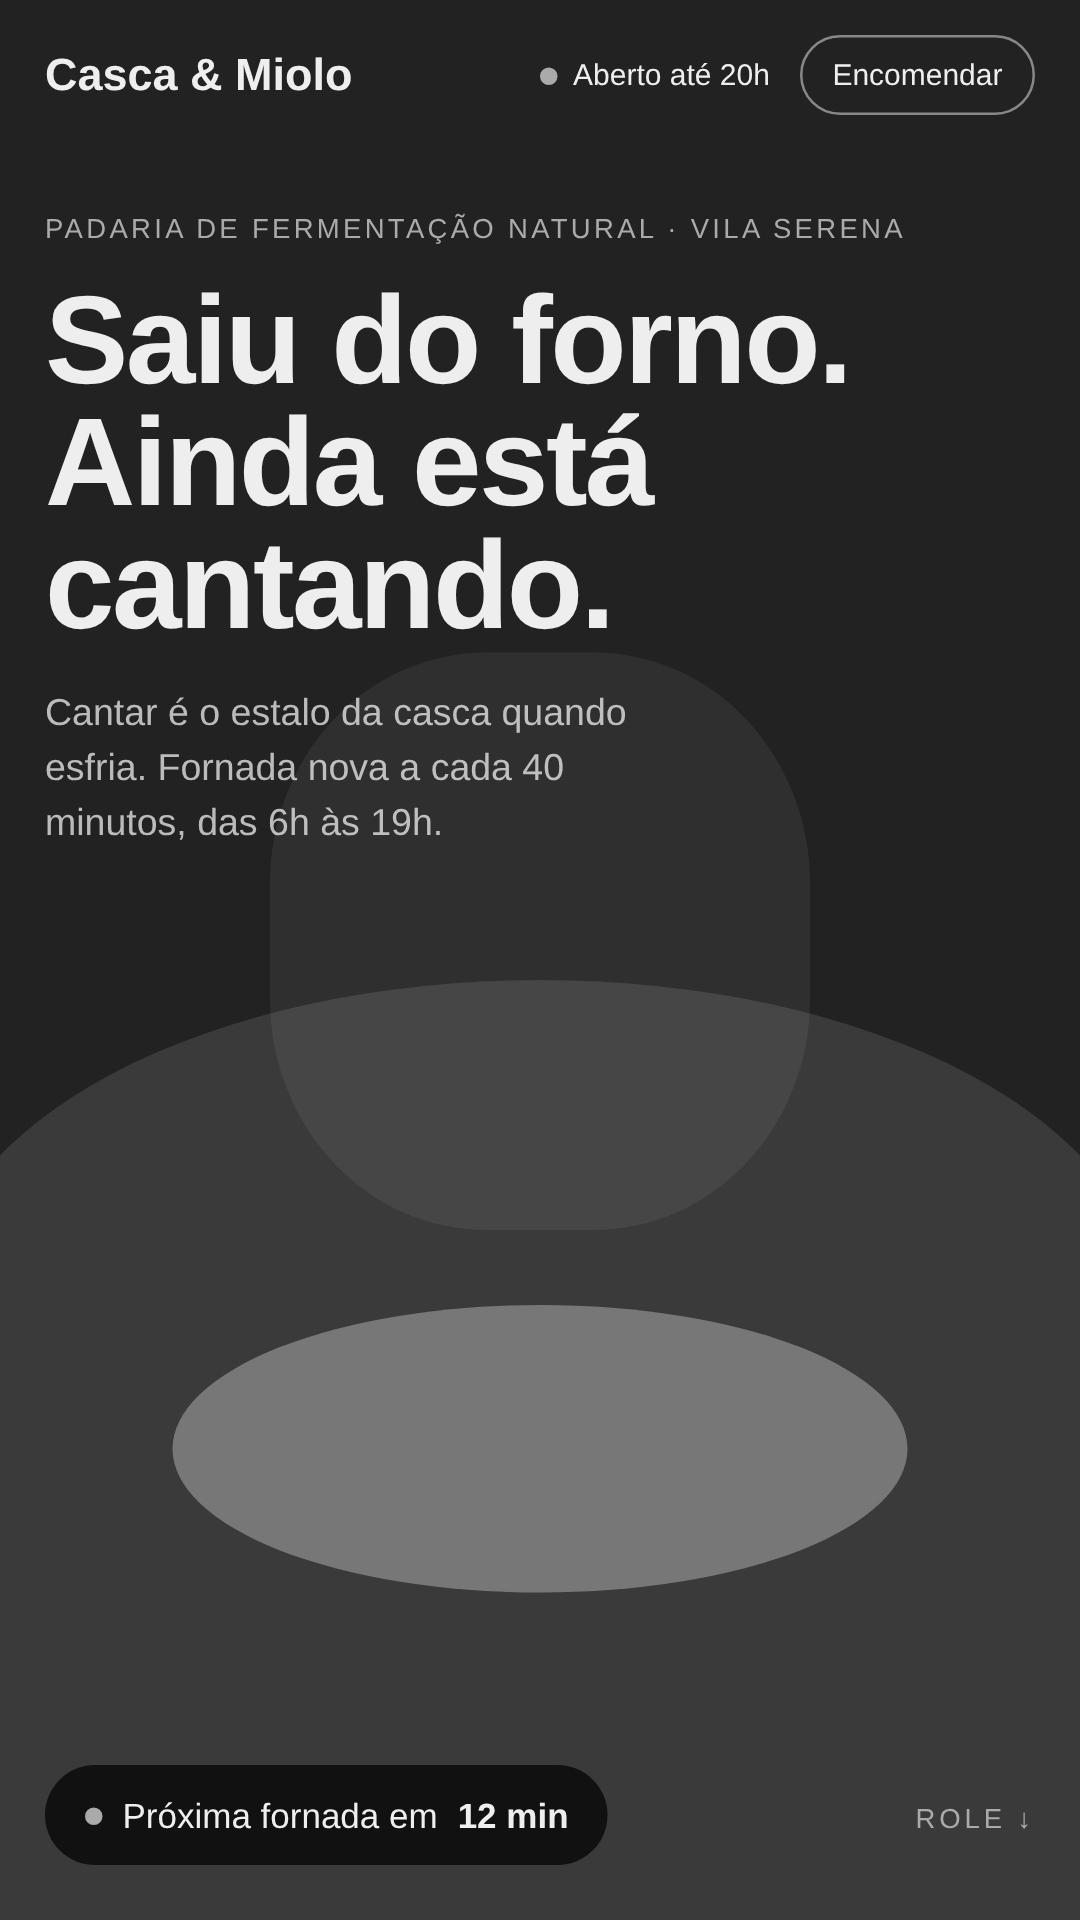 Casca & Miolo
Aberto até 20h
Encomendar
PADARIA DE FERMENTAÇÃO NATURAL · VILA SERENA
Saiu do forno.
Ainda está
cantando.
Cantar é o estalo da casca quando
esfria. Fornada nova a cada 40
minutos, das 6h às 19h.
Próxima fornada em 12 min
ROLE ↓